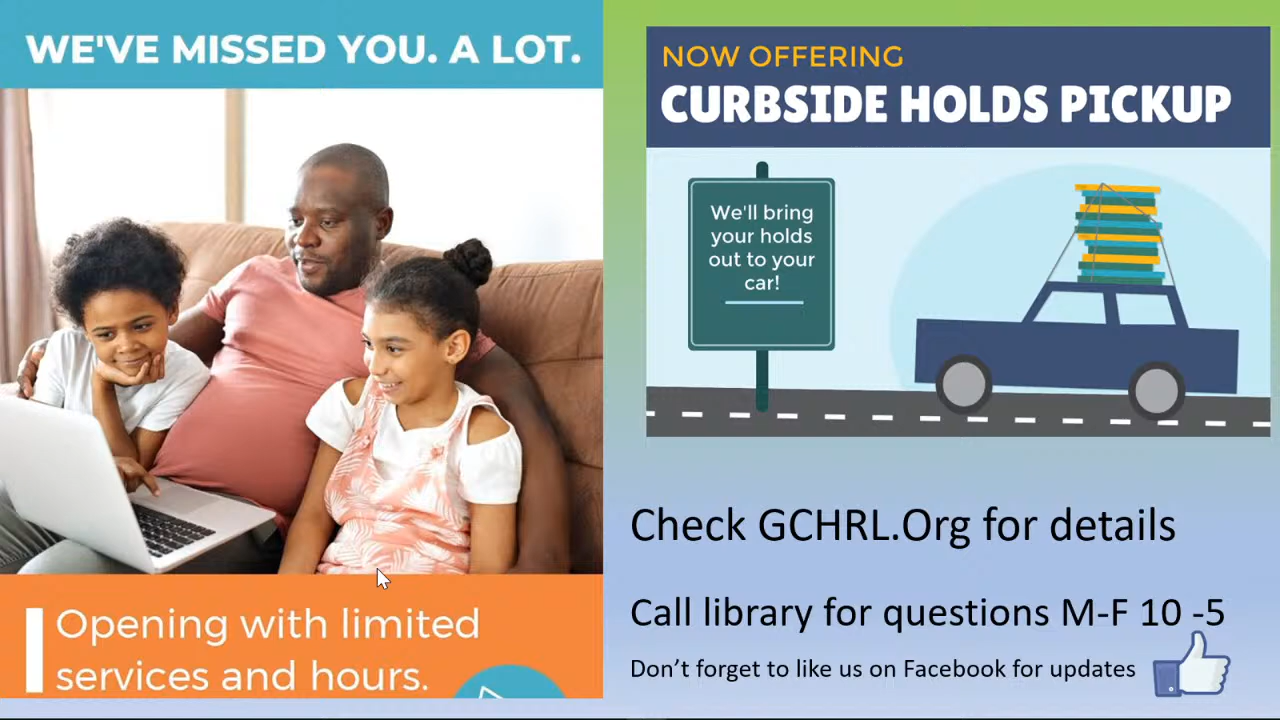 WE'VE MISSED YOU. A LOT.
Opening with limited
services and hours.
NOW OFFERING
CURBSIDE HOLDS PICKUP
We'll bring
your holds
out to your
car!
Check GCHRL.Org for details
Call library for questions M-F 10 -5
Don’t forget to like us on Facebook for updates